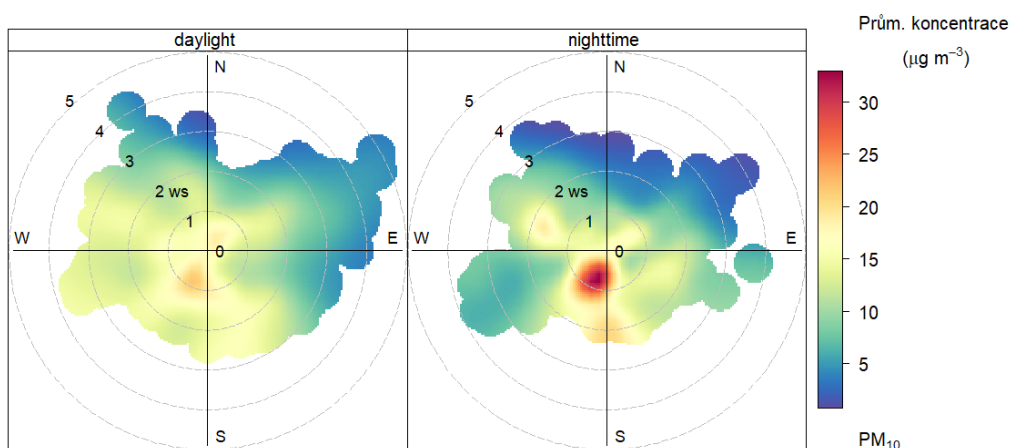 daylight
nighttime
Prům. koncentrace
(μg m⁻³)
N
5
4
3
2 ws
1
W
0
E
S
N
5
4
3
2 ws
1
W
0
E
S
30
25
20
15
10
5
PM₁₀